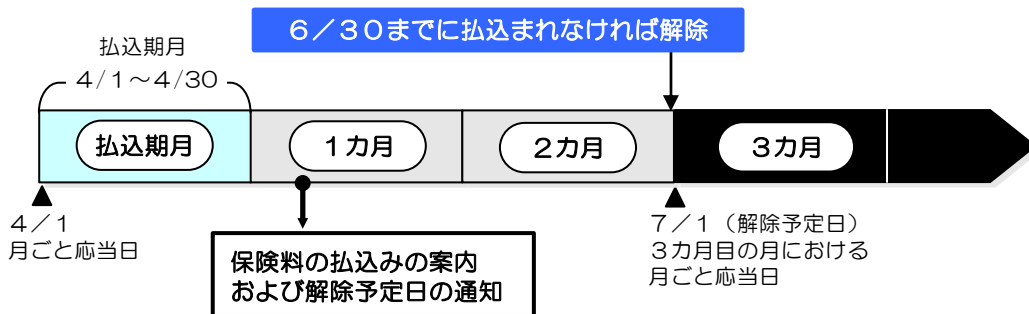 ６／３０までに払込まれなければ解除
払込期月
４/１～４/30
払込期月
１カ月
２カ月
３カ月
４／１
月ごと応当日
７／１（解除予定日）
３カ月目の月における
月ごと応当日
保険料の払込みの案内
および解除予定日の通知